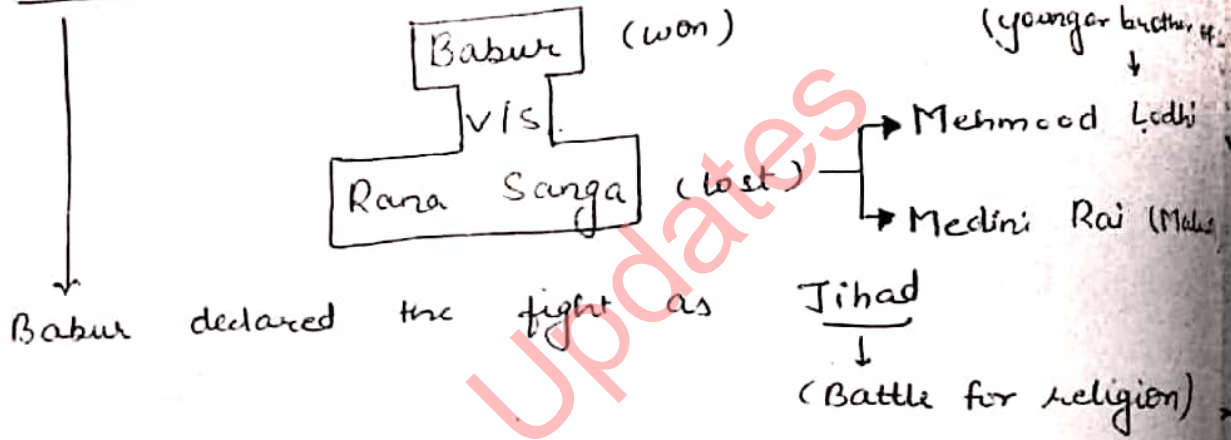 Babur (won)
(younger brother of
V/S.
Mehmood Lodhi
Rana Sanga (lost)
Medini Rai
Babur declared the fight as Jihad
(Battle for religion)
Updates